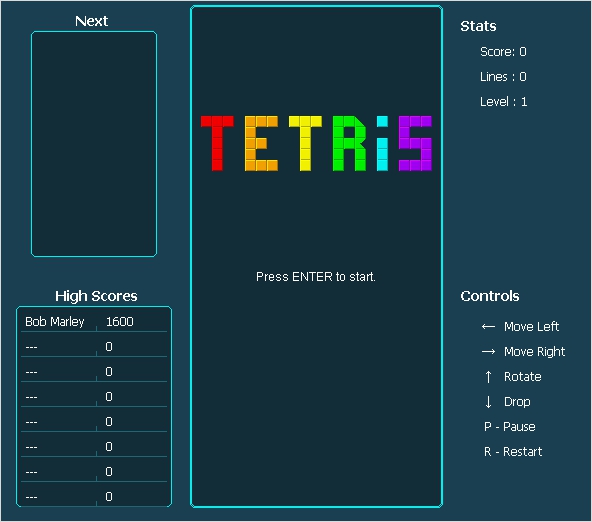 Next
TETRiS
Press ENTER to start.
Stats
Score: 0
Lines : 0
Level : 1
High Scores
Bob Marley 1600
--- 0
--- 0
--- 0
--- 0
--- 0
--- 0
--- 0
Controls
← Move Left
→ Move Right
↑ Rotate
↓ Drop
P - Pause
R - Restart